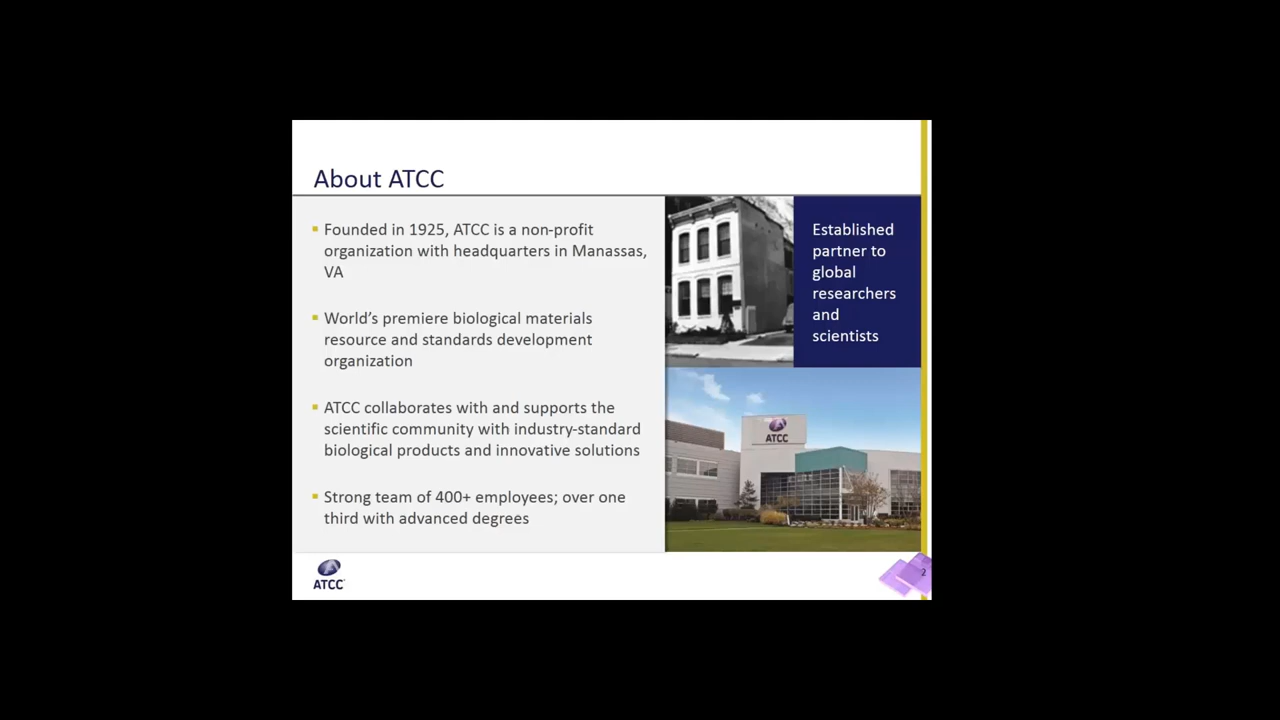 About ATCC
▪ Founded in 1925, ATCC is a non-profit
organization with headquarters in Manassas,
VA
▪ World's premiere biological materials
resource and standards development
organization
▪ ATCC collaborates with and supports the
scientific community with industry-standard
biological products and innovative solutions
▪ Strong team of 400+ employees; over one
third with advanced degrees
Established
partner to
global
researchers
and
scientists
ATCC
ATCC
2